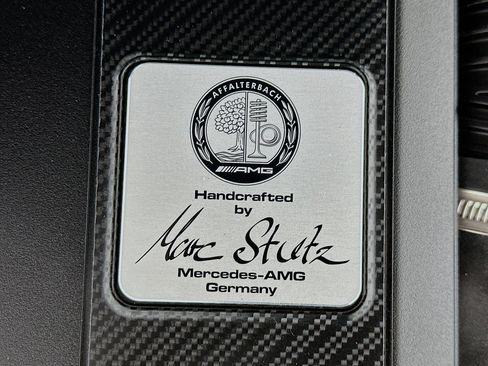 AFFALTERBACH
AMG
Handcrafted
by
Marc Stutz
Mercedes-AMG
Germany